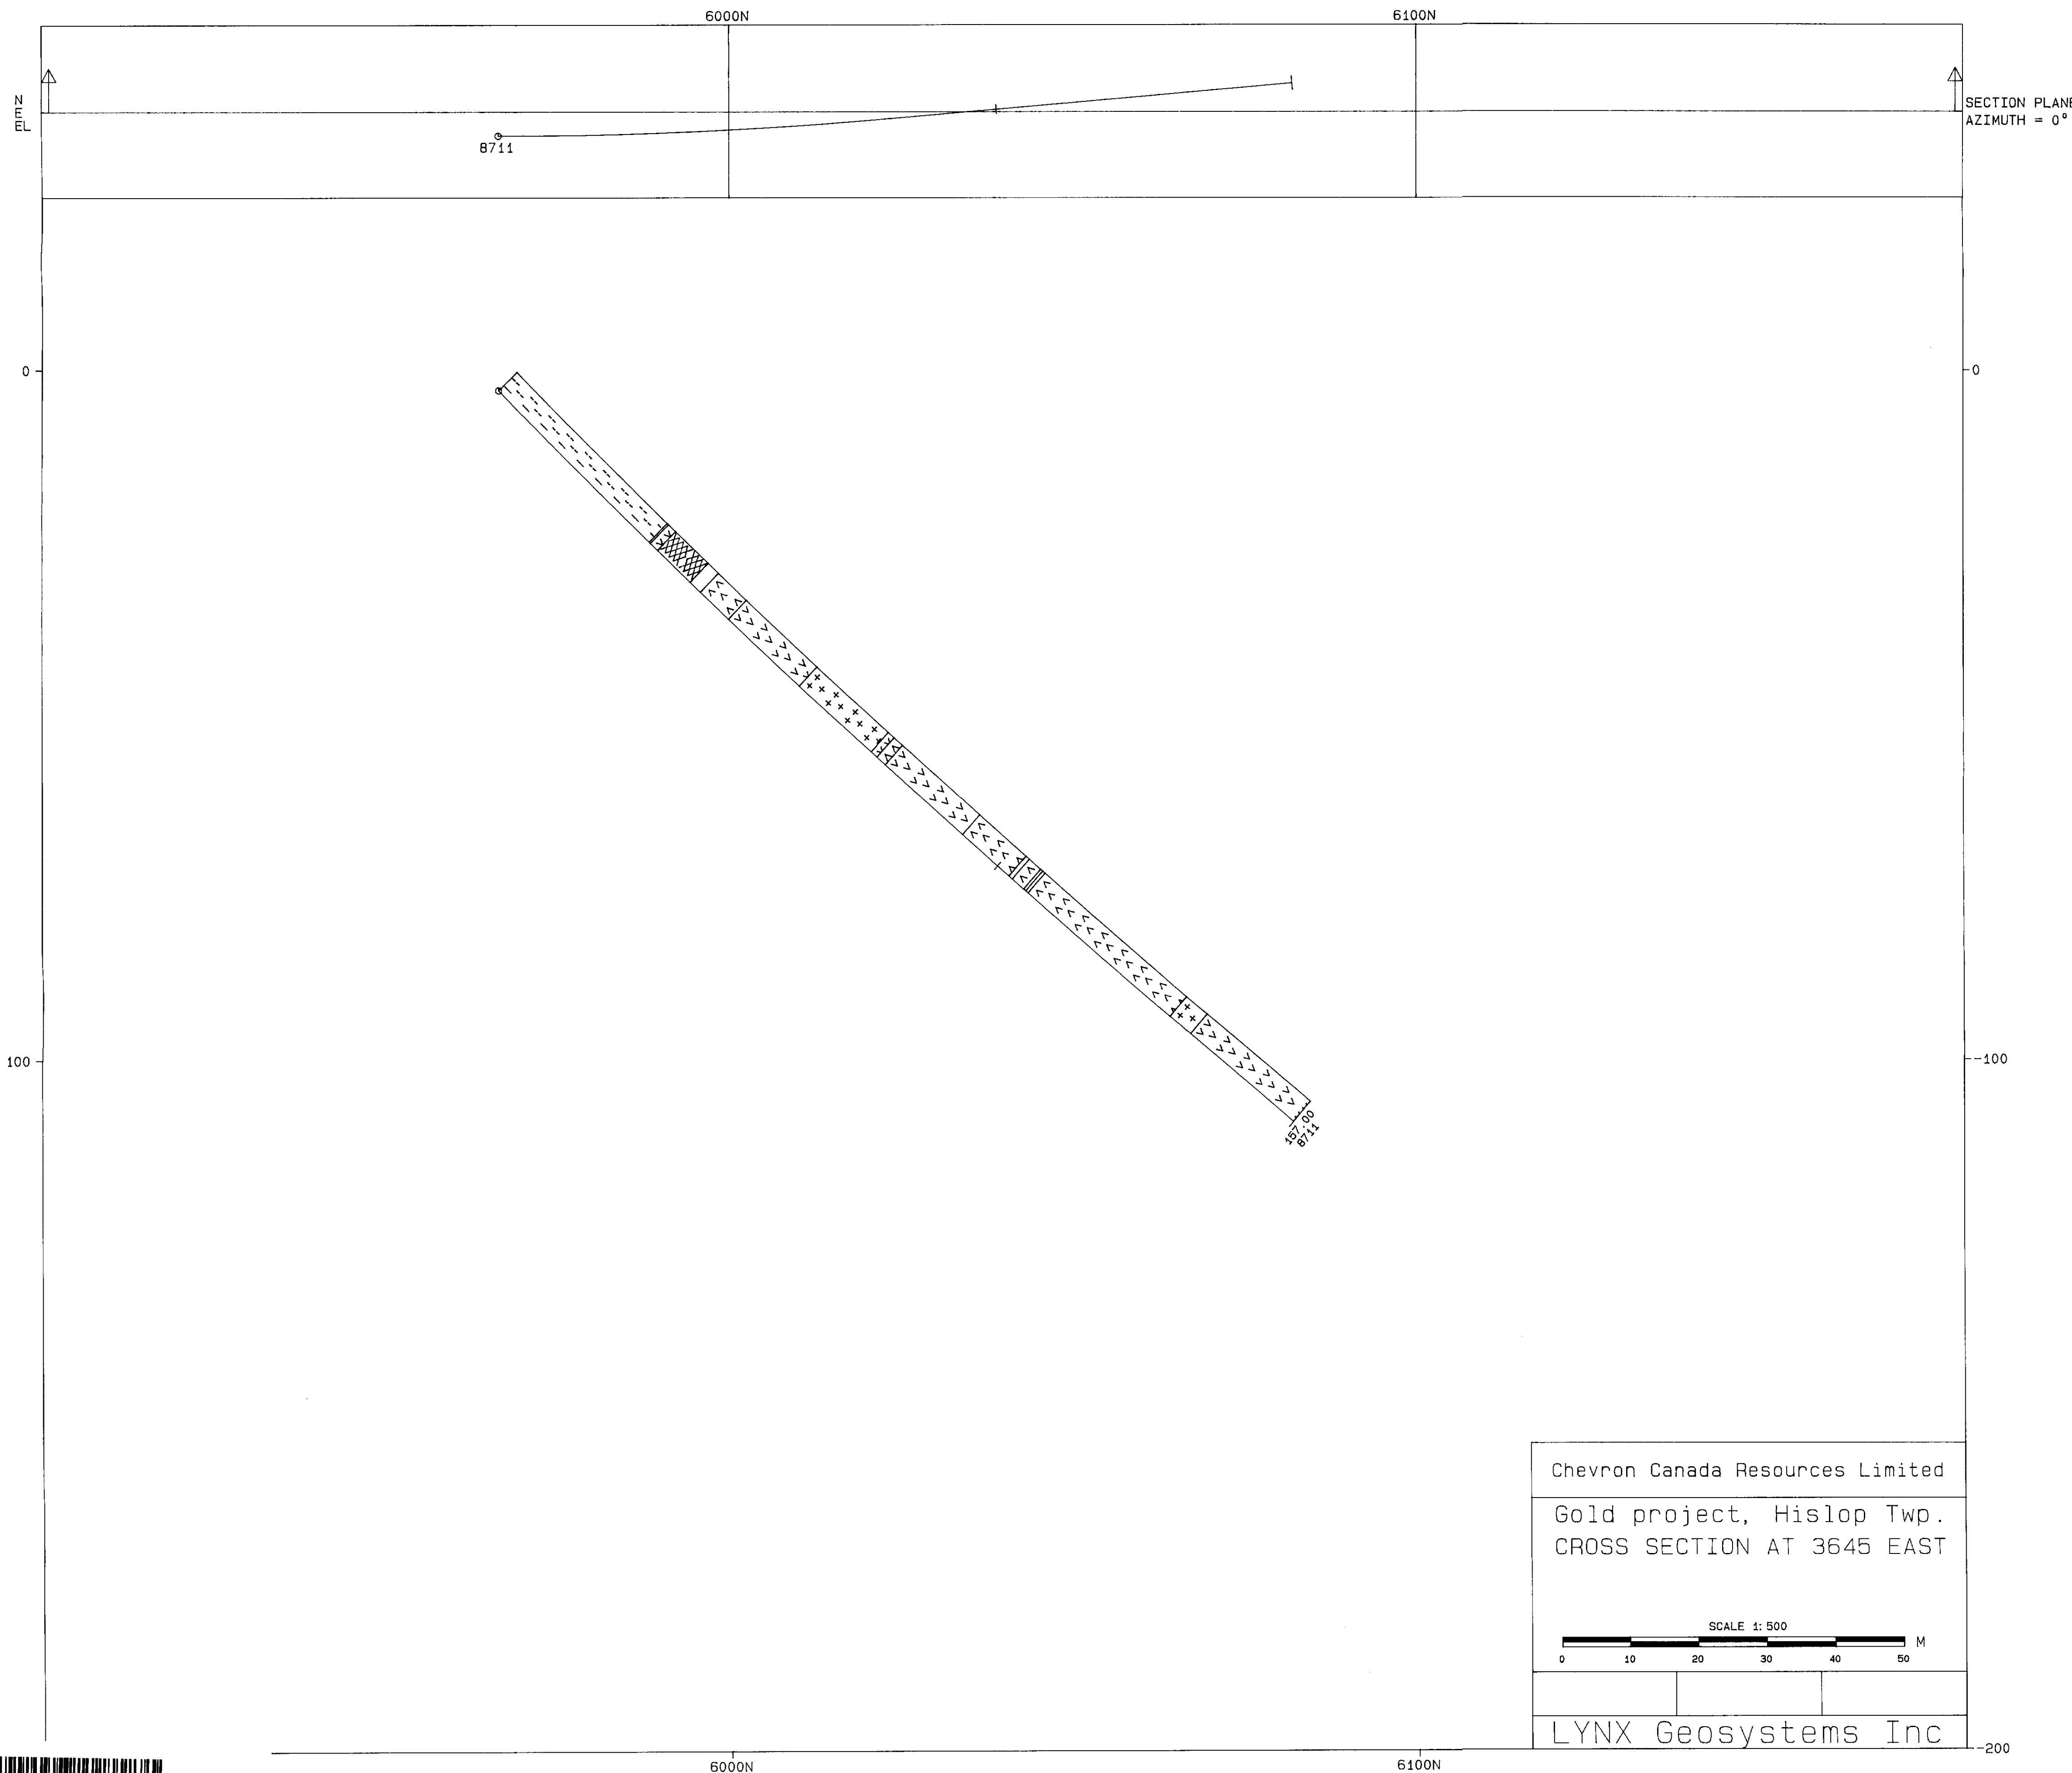 6000N
6100N
N
E
EL
SECTION PLANE
AZIMUTH = 0°
8711
0
0
100
-100
157.00
8711
Chevron Canada Resources Limited
Gold project, Hislop Twp.
CROSS SECTION AT 3645 EAST
SCALE 1:500
M
0 10 20 30 40 50
LYNX Geosystems Inc
-200
6000N
6100N